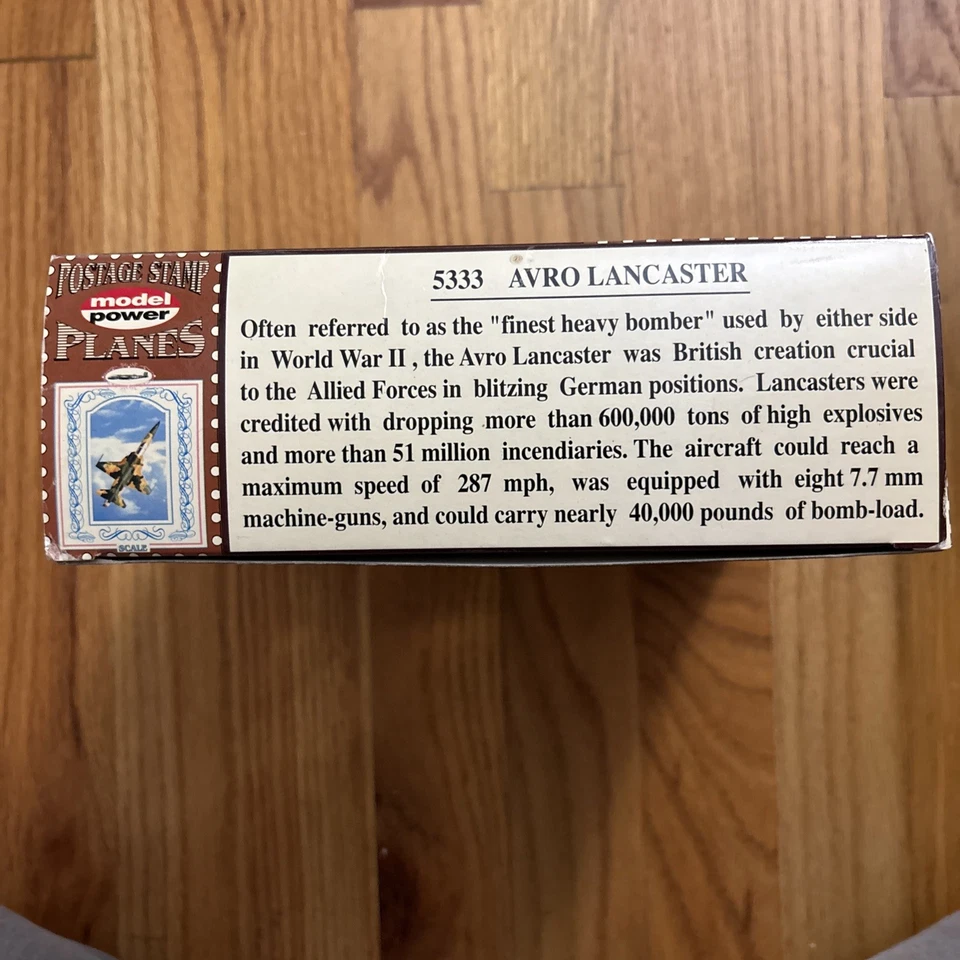 POSTAGE STAMP
model
power
PLANES
SCALE
5333 AVRO LANCASTER
Often referred to as the "finest heavy bomber" used by either side
in World War II , the Avro Lancaster was British creation crucial
to the Allied Forces in blitzing German positions. Lancasters were
credited with dropping more than 600,000 tons of high explosives
and more than 51 million incendiaries. The aircraft could reach a
maximum speed of 287 mph, was equipped with eight 7.7 mm
machine-guns, and could carry nearly 40,000 pounds of bomb-load.